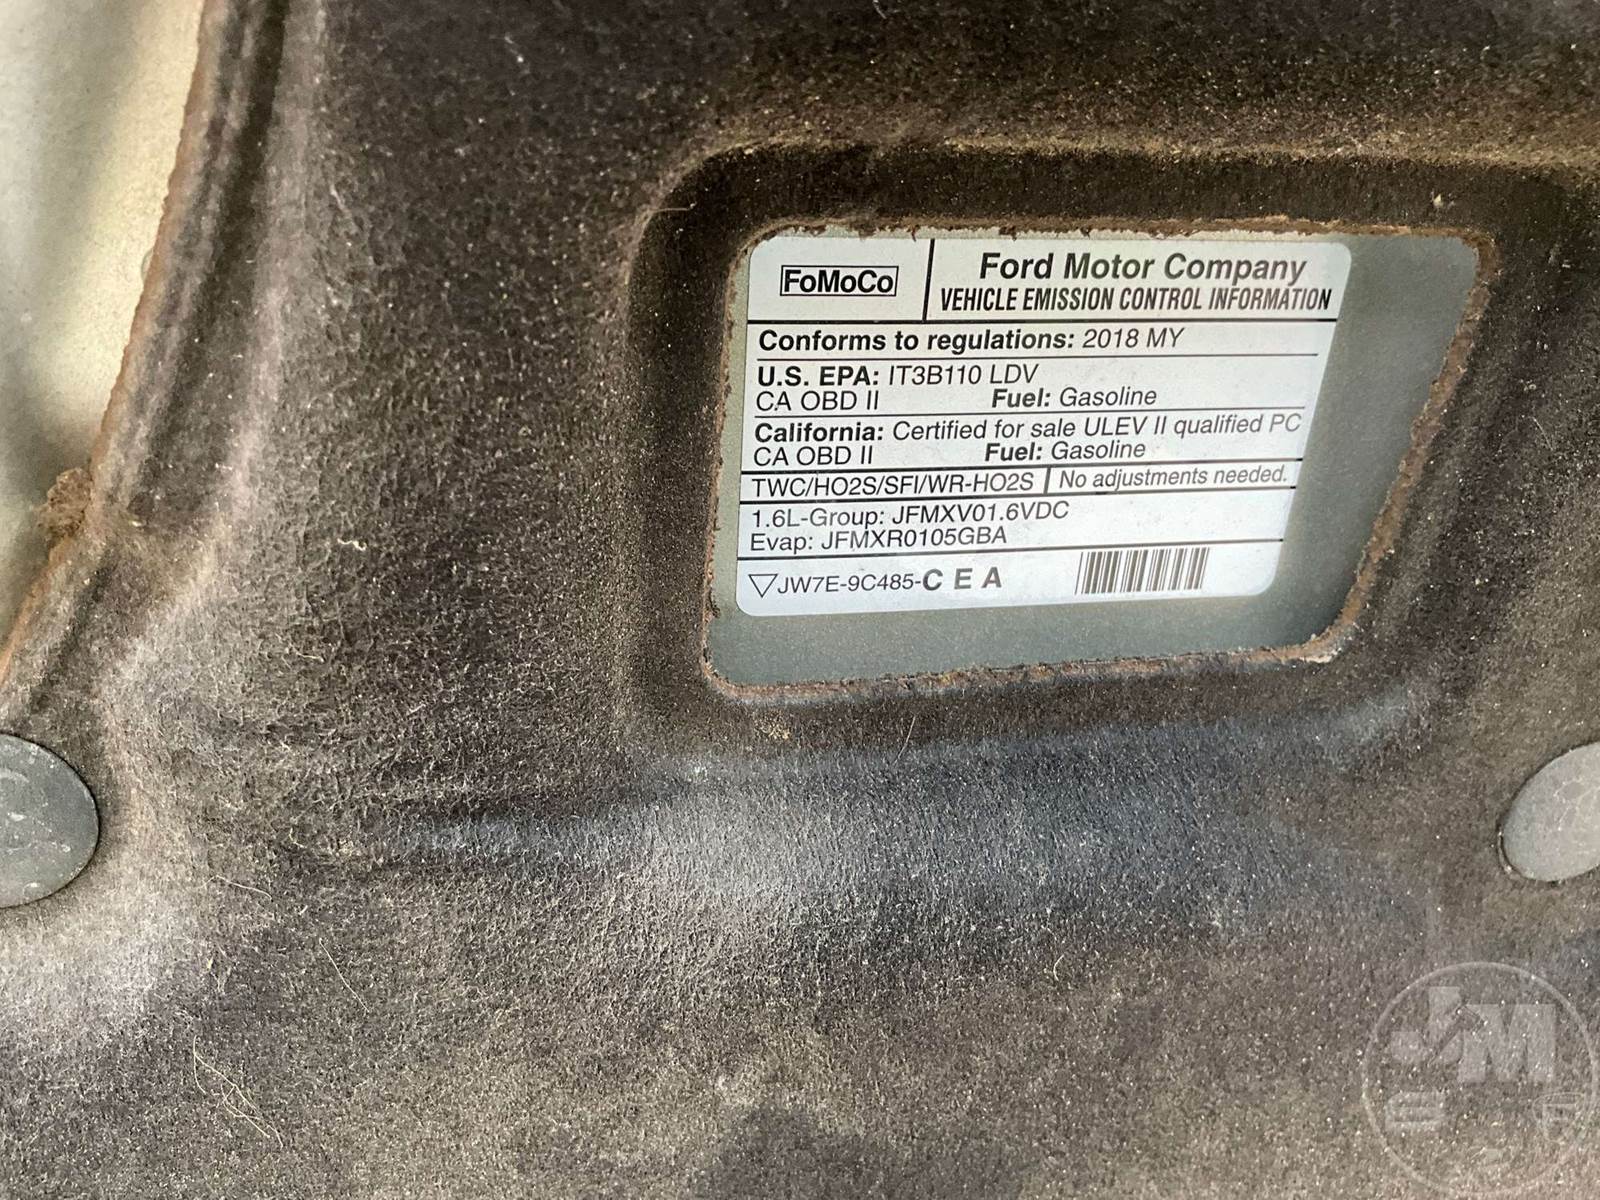 FoMoCo
Ford Motor Company
VEHICLE EMISSION CONTROL INFORMATION
Conforms to regulations: 2018 MY
U.S. EPA: IT3B110 LDV
CA OBD II Fuel: Gasoline
California: Certified for sale ULEV II qualified PC
CA OBD II Fuel: Gasoline
TWC/HO2S/SFI/WR-HO2S No adjustments needed.
1.6L-Group: JFMXV01.6VDC
Evap: JFMXR0105GBA
JW7E-9C485-C E A
JM